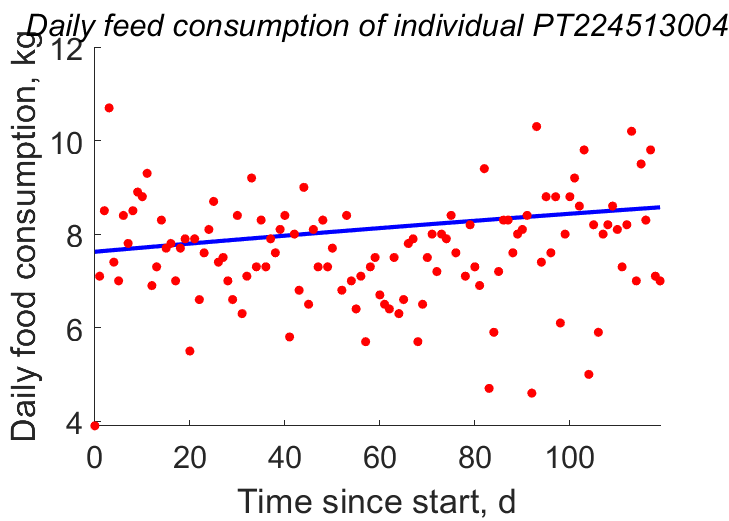 Daily feed consumption of individual PT224513004
Daily food consumption, kg
12
10
8
6
4
0 20 40 60 80 100
Time since start, d